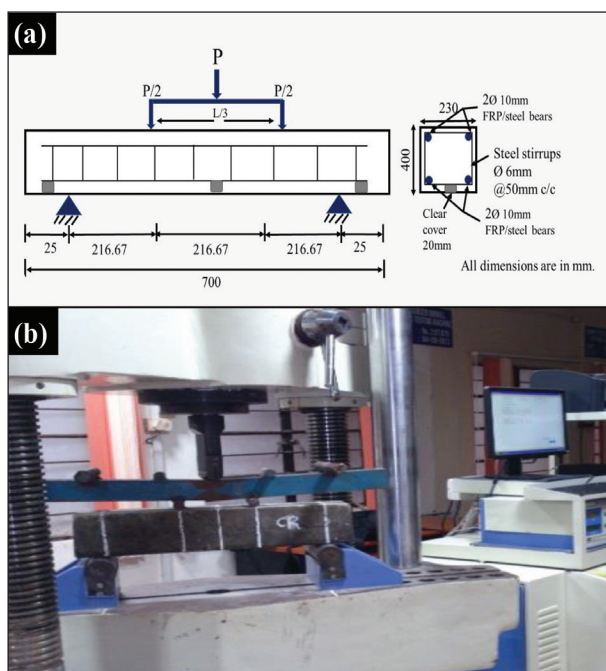 (a)
P
P/2
P/2
L/3
25
216.67
216.67
216.67
25
700
230
400
2Ø 10mm
FRP/steel bears
Steel stirrups
Ø 6mm
@50mm c/c
Clear
cover
20mm
2Ø 10mm
FRP/steel bears
All dimensions are in mm.
(b)
CR